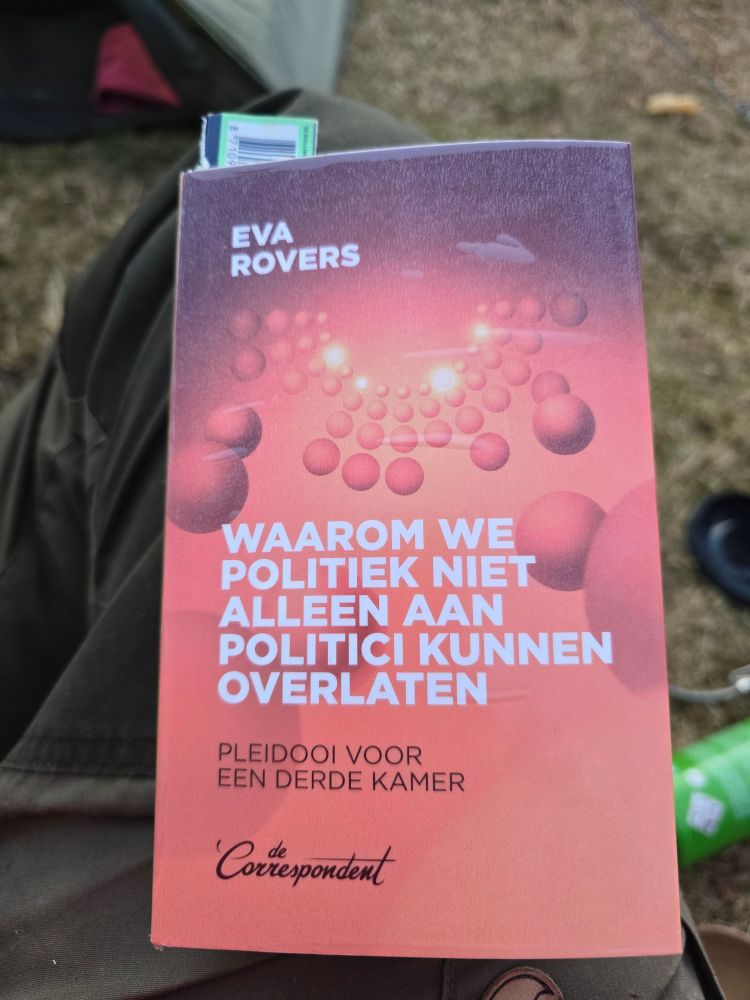 EVA
ROVERS
WAAROM WE
POLITIEK NIET
ALLEEN AAN
POLITICI KUNNEN
OVERLATEN
PLEIDOOI VOOR
EEN DERDE KAMER
de
Correspondent